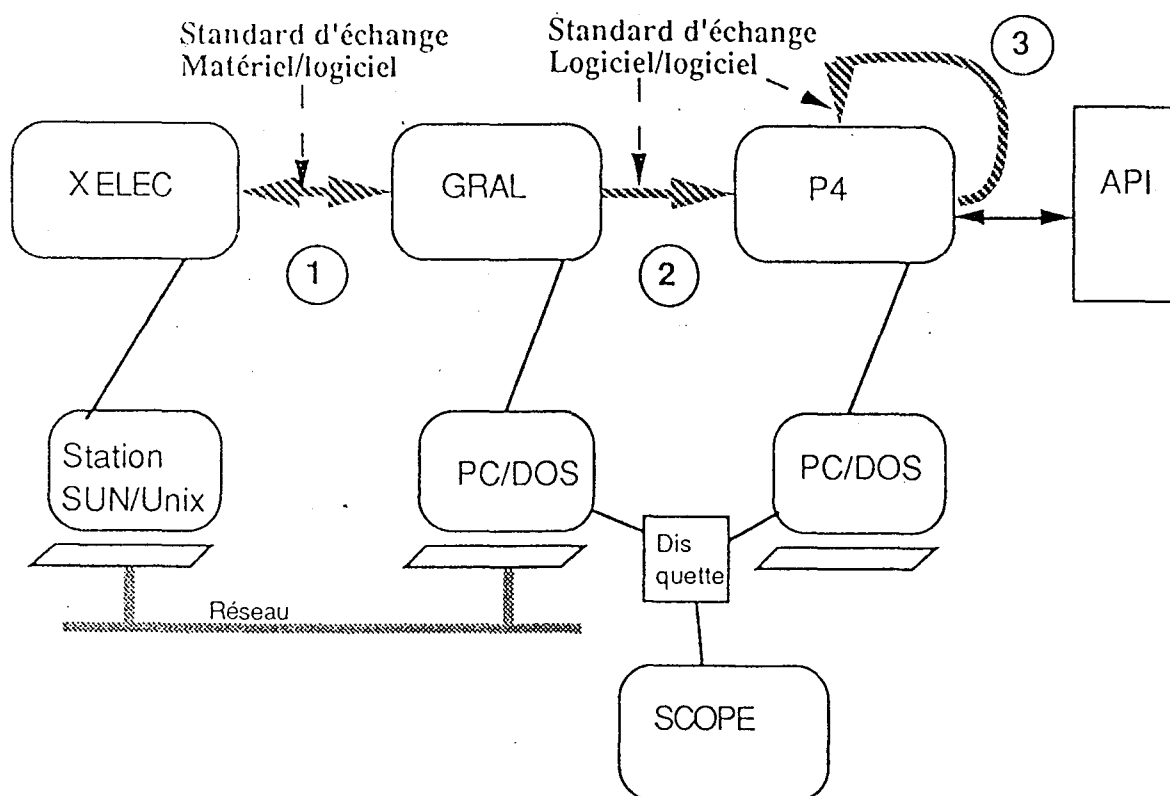 Standard d'échange
Matériel/logiciel
Standard d'échange
Logiciel/logiciel
3
X ELEC
GRAL
P4
API
1
2
Station
SUN/Unix
PC/DOS
PC/DOS
Dis
quette
Réseau
SCOPE